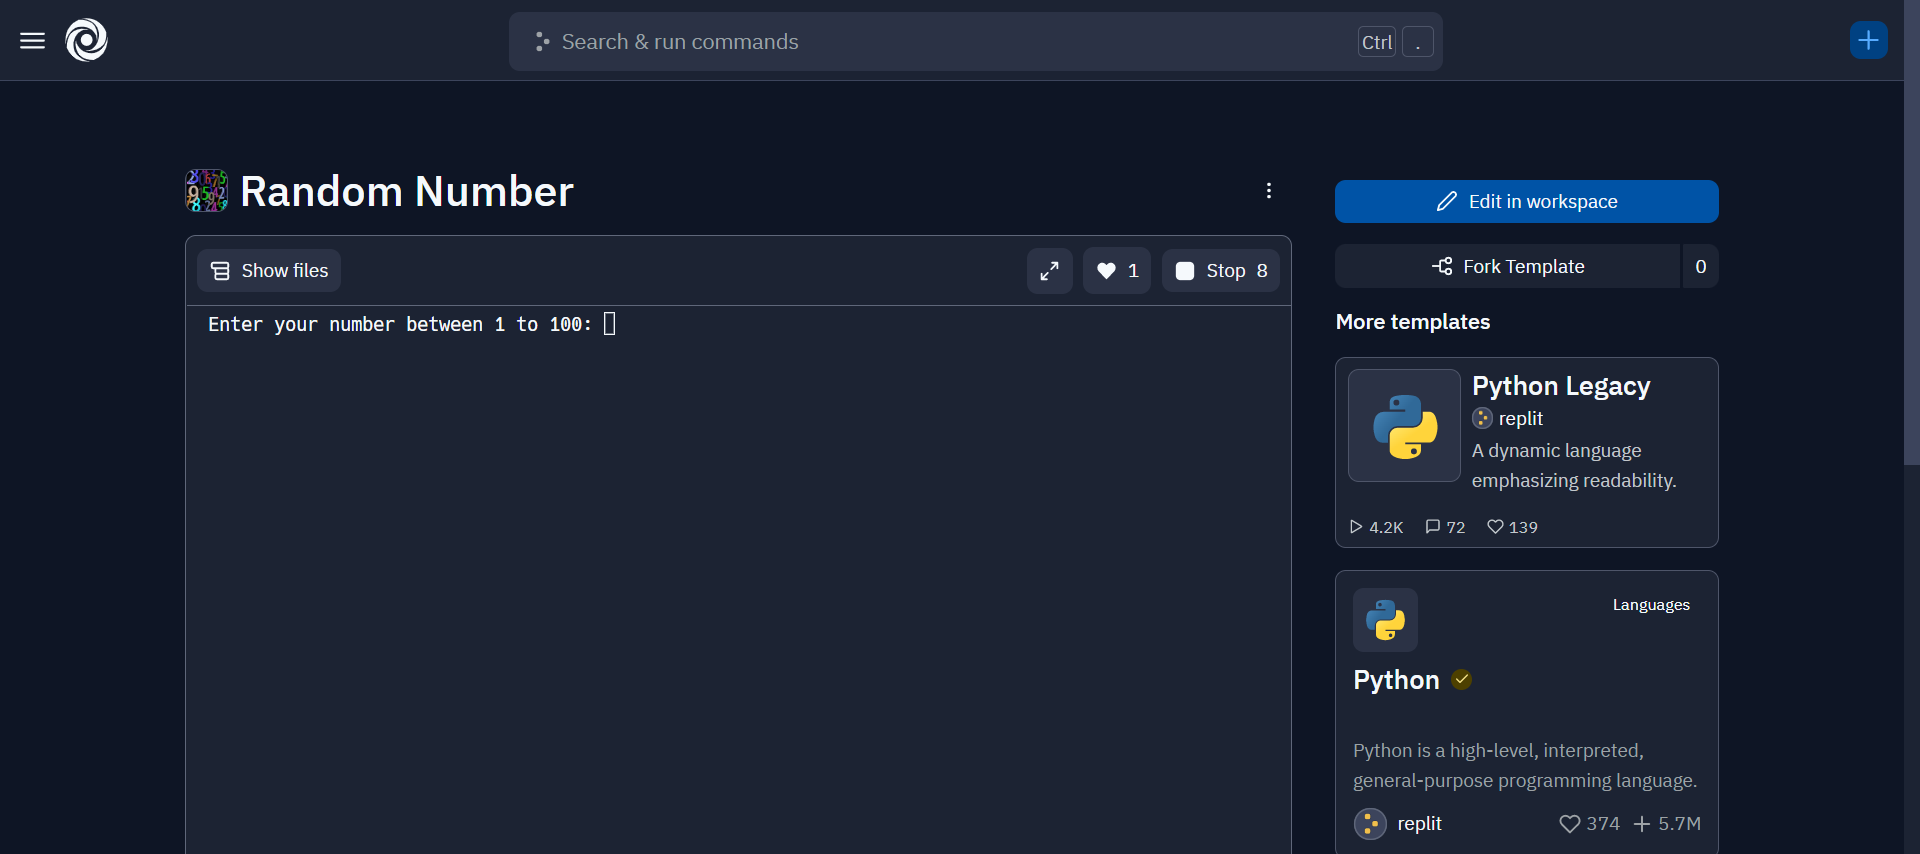 Search & run commands
Ctrl .
Random Number
Show files
1
Stop 8
Enter your number between 1 to 100:
Edit in workspace
Fork Template
0
More templates
Python Legacy
replit
A dynamic language
emphasizing readability.
4.2K 72 139
Languages
Python
Python is a high-level, interpreted,
general-purpose programming language.
replit
374 5.7M